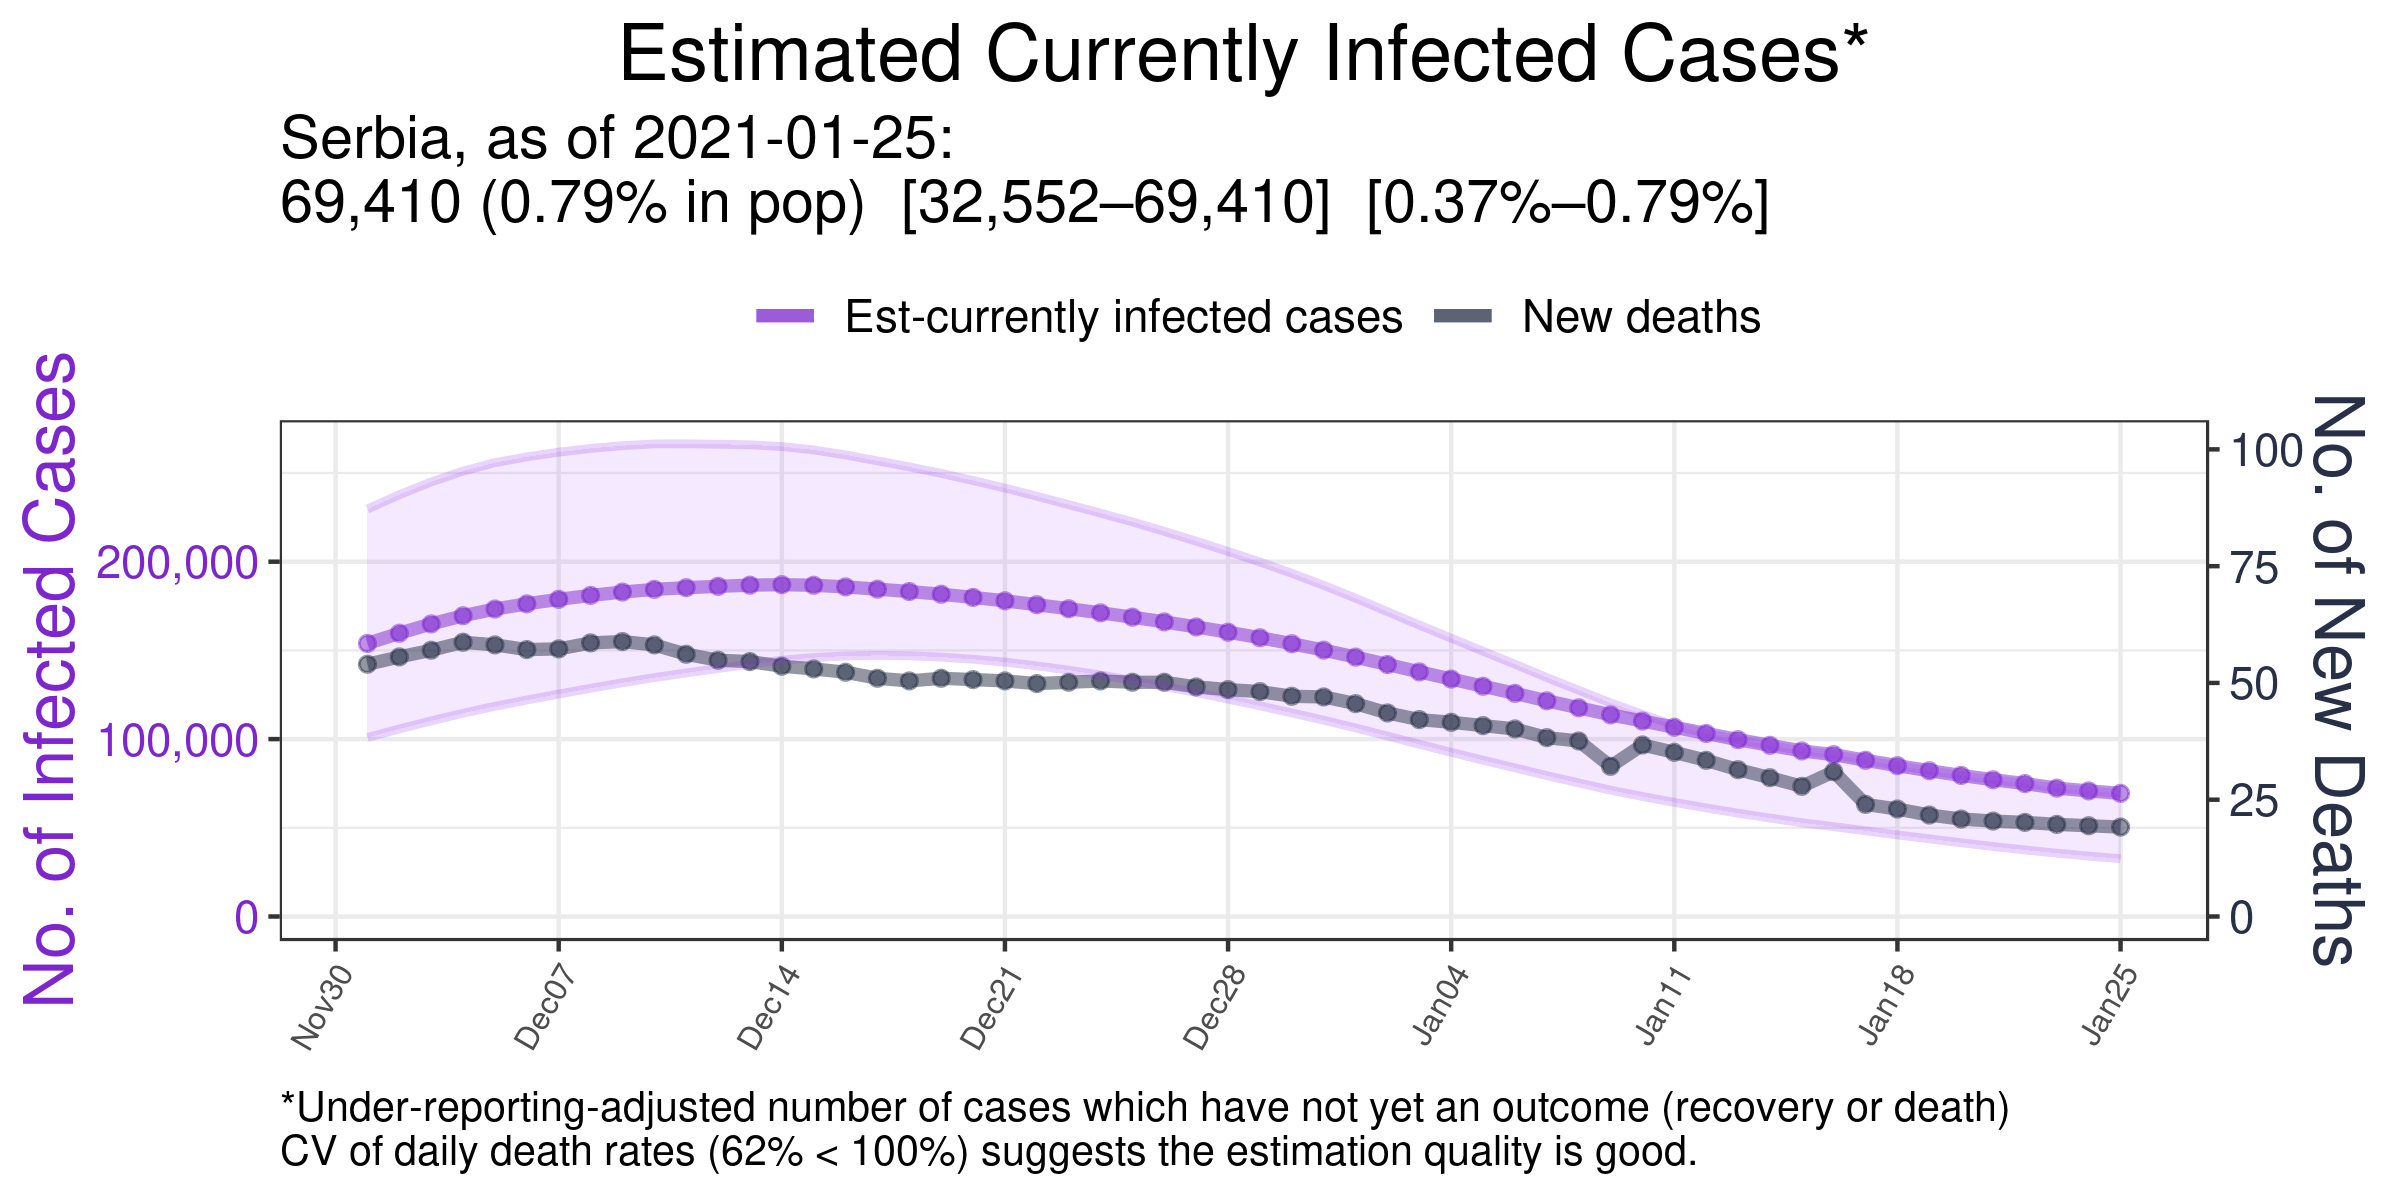 Estimated Currently Infected Cases*
Serbia, as of 2021-01-25:
69,410 (0.79% in pop)  [32,552–69,410]  [0.37%–0.79%]
Est-currently infected cases
New deaths
No. of Infected Cases
200,000
100,000
0
100
75
50
25
0
No. of New Deaths
Nov30
Dec07
Dec14
Dec21
Dec28
Jan04
Jan11
Jan18
Jan25
*Under-reporting-adjusted number of cases which have not yet an outcome (recovery or death)
CV of daily death rates (62% < 100%) suggests the estimation quality is good.